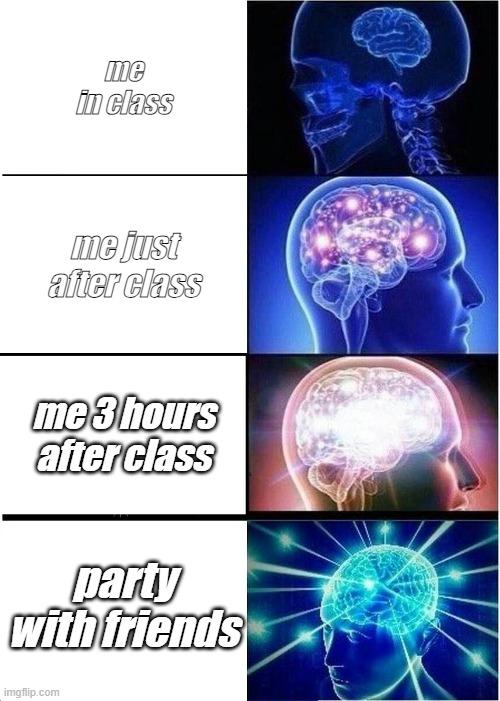 me
in class
me just
after class
me 3 hours
after class
party
with friends
imgflip.com